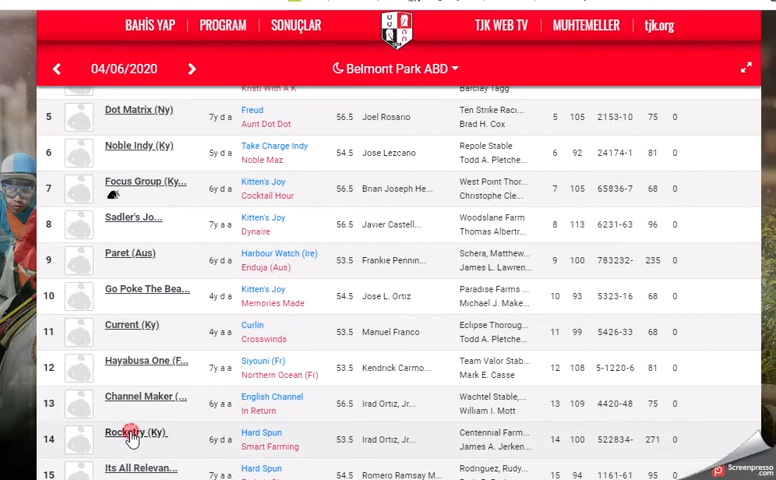 BAHİS YAP PROGRAM SONUÇLAR TJK WEB TV MUHTEMELLER tjk.org
04/06/2020 Belmont Park ABD
Kristi With A K Barclay Tagg
5 Dot Matrix (Ny) 7y d a Freud Aunt Dot Dot 56.5 Joel Rosario Ten Strike Raci... Brad H. Cox 5 105 2153-10 75 0
6 Noble Indy (Ky) 5y d a Take Charge Indy Noble Maz 54.5 Jose Lezcano Repole Stable Todd A. Pletche... 6 92 24174-1 81 0
7 Focus Group (Ky... 6y d a Kitten's Joy Cocktail Hour 56.5 Brian Joseph He... West Point Thor... Christophe Cle... 7 105 65836-7 68 0
8 Sadler's Jo... 7y a a Kitten's Joy Dynaire 56.5 Javier Castell... Woodslane Farm Thomas Albertr... 8 113 6231-63 96 0
9 Paret (Aus) 6y d a Harbour Watch (Ire) Enduja (Aus) 53.5 Frankie Pennin... Schera, Matthew... James L. Lawren... 9 100 783232- 235 0
10 Go Poke The Bea... 4y d a Kitten's Joy Memories Made 54.5 Jose L. Ortiz Paradise Farms ... Michael J. Make... 10 93 5323-16 68 0
11 Current (Ky) 4y a a Curlin Crosswinds 53.5 Manuel Franco Eclipse Thoroug... Todd A. Pletche... 11 99 5426-33 68 0
12 Hayabusa One (F... 7y a a Siyouni (Fr) Northern Ocean (Fr) 53.5 Kendrick Carmo... Team Valor Stab... Mark E. Casse 12 108 5-1220-6 81 0
13 Channel Maker (... 6y a a English Channel In Return 56.5 Irad Ortiz, Jr... Wachtel Stable,... William I. Mott 13 109 4420-48 75 0
14 Rocketry (Ky) 6y d a Hard Spun Smart Farming 53.5 Irad Ortiz, Jr... Centennial Farm... James A. Jerken... 14 100 522834- 271 0
15 Its All Relevan... 7y a a Hard Spun 54.5 Romero Ramsay M... Rodriguez, Rudy... 15 94 1161-61 95 0
Screenpresso.com